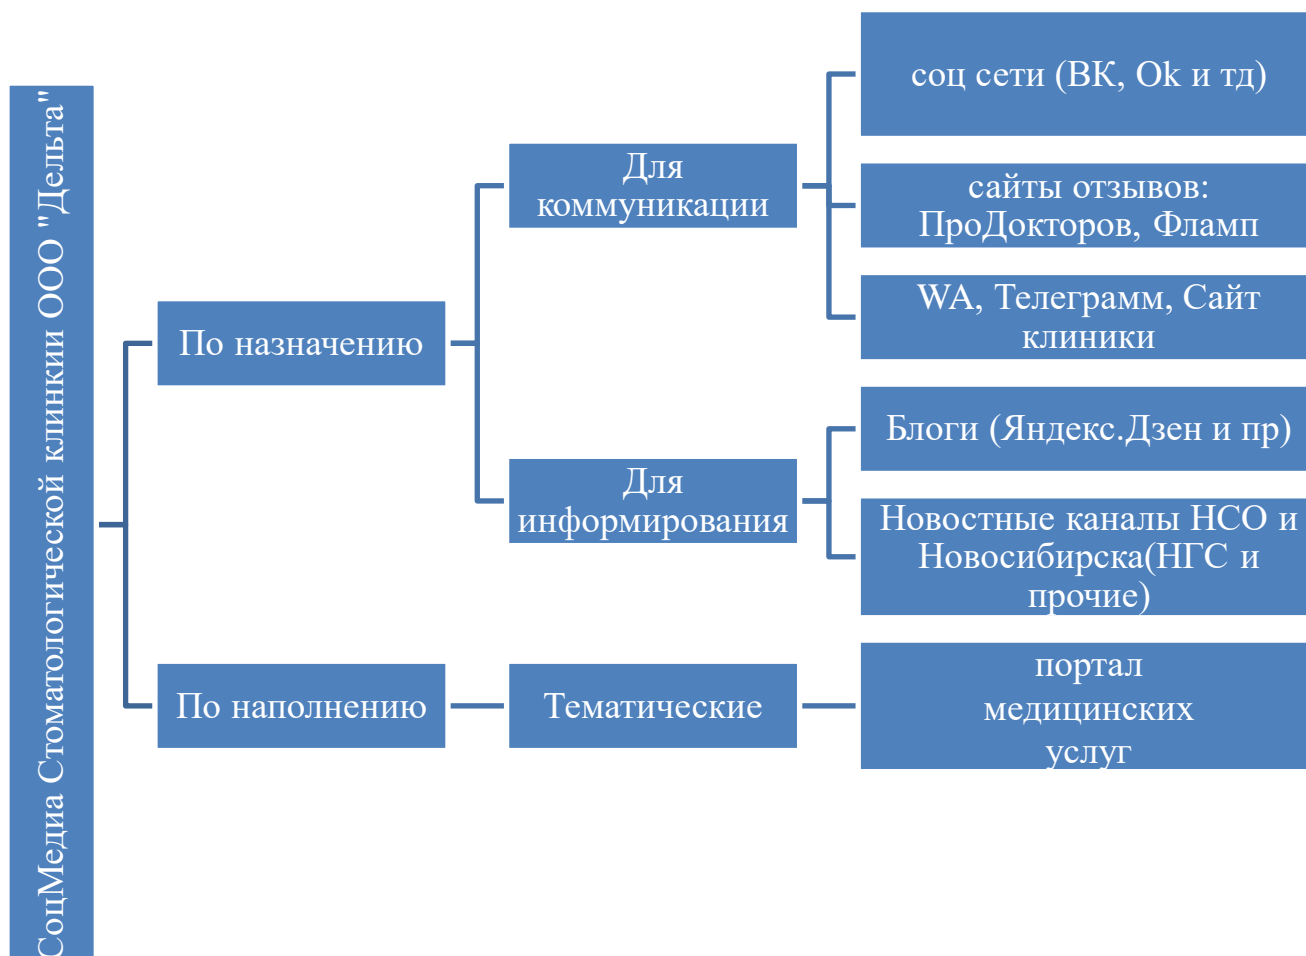 СоцМедиа Стоматологической клинкии ООО "Дельта"
По назначению
Для
коммуникации
соц сети (ВК, Ok и тд)
сайты отзывов:
ПроДокторов, Фламп
WA, Телеграмм, Сайт
клиники
Для
информирования
Блоги (Яндекс.Дзен и пр)
Новостные каналы НСО и
Новосибирска(НГС и
прочие)
По наполнению
Тематические
портал
медицинских
услуг